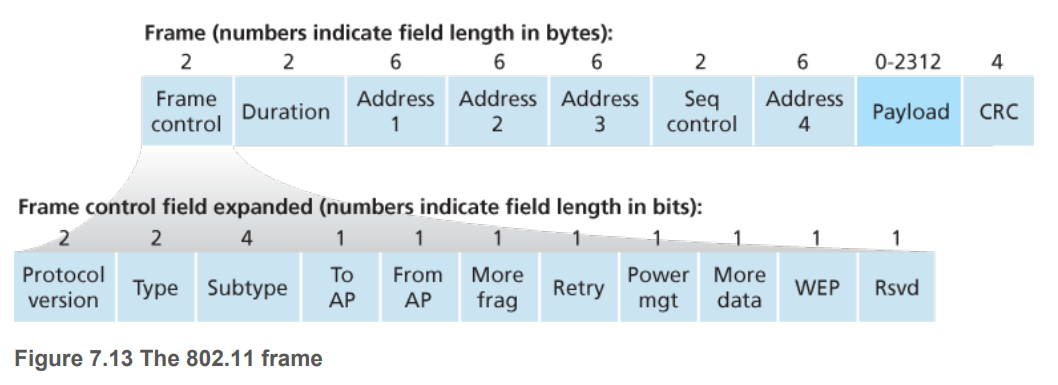 Frame (numbers indicate field length in bytes):
2 2 6 6 6 2 6 0-2312 4
Frame control Duration Address 1 Address 2 Address 3 Seq control Address 4 Payload CRC
Frame control field expanded (numbers indicate field length in bits):
2 2 4 1 1 1 1 1 1 1 1
Protocol version Type Subtype To AP From AP More frag Retry Power mgt More data WEP Rsvd
Figure 7.13 The 802.11 frame